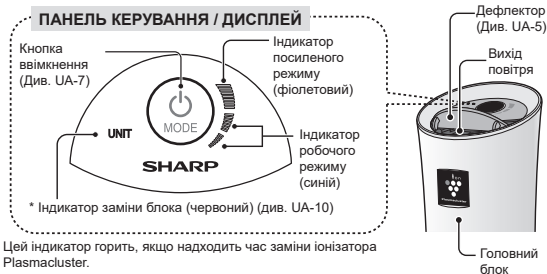 ПАНЕЛЬ КЕРУВАННЯ / ДИСПЛЕЙ
Кнопка
ввімкнення
(Див. UA-7)
Індикатор
посиленого
режиму
(фіолетовий)
MODE
UNIT
SHARP
Індикатор
робочого
режиму
(синій)
* Індикатор заміни блока (червоний) (див. UA-10)
Цей індикатор горить, якщо надходить час заміни іонізатора
Plasmacluster.
Дефлектор
(Див. UA-5)
Вихід
повітря
Ion
Plasmacluster
Головний
блок